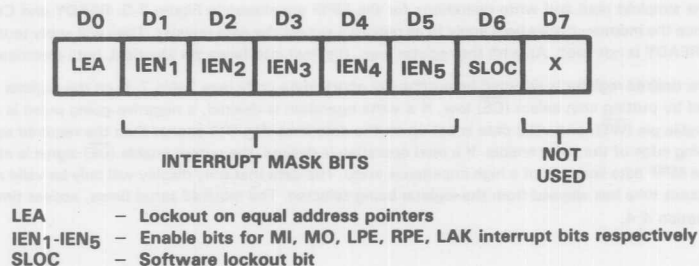 D0 D1 D2 D3 D4 D5 D6 D7
LEA IEN1 IEN2 IEN3 IEN4 IEN5 SLOC X
INTERRUPT MASK BITS
NOT
USED
LEA – Lockout on equal address pointers
IEN1-IEN5 – Enable bits for MI, MO, LPE, RPE, LAK interrupt bits respectively
SLOC – Software lockout bit